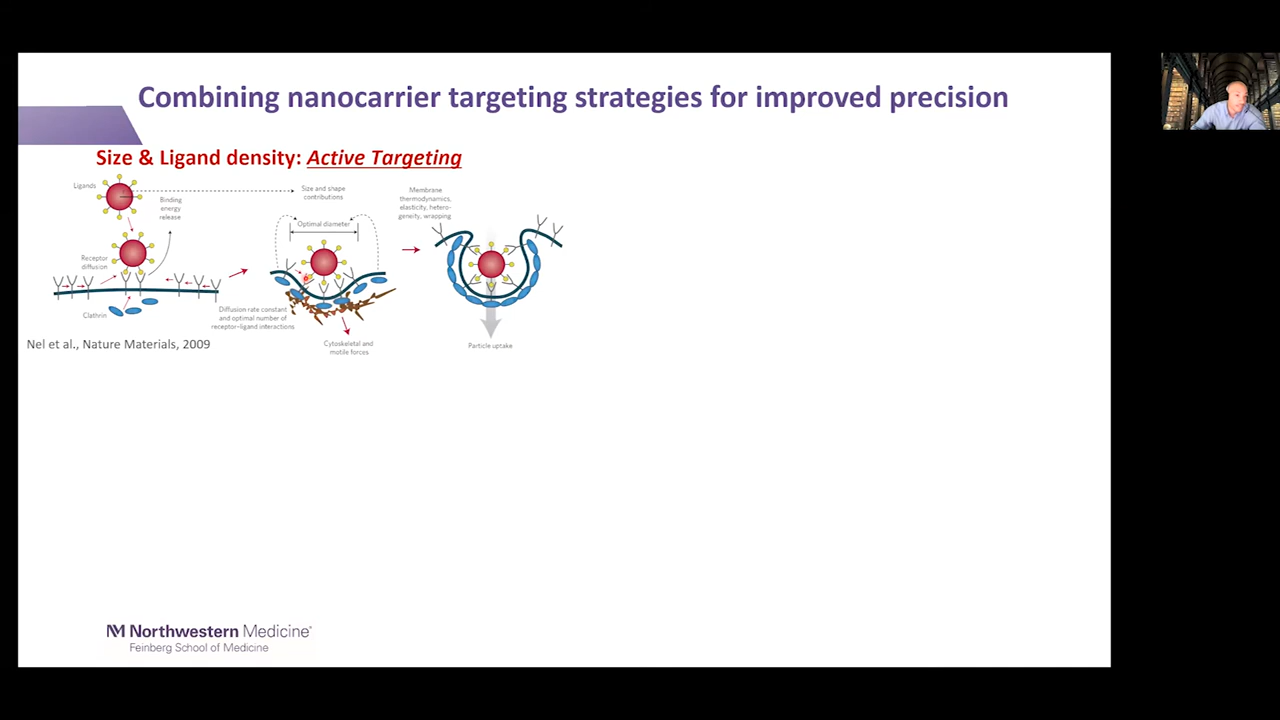 Combining nanocarrier targeting strategies for improved precision
Size & Ligand density: Active Targeting
Ligands
Binding
energy
release
Receptor
diffusion
Clathrin
Size and shape
contributions
Optimal diameter
Diffusion rate constant
and optimal number of
receptor–ligand interactions
Cytoskeletal and
motile forces
Membrane
thermodynamics,
elasticity, hetero-
geneity, wrapping
Particle uptake
Nel et al., Nature Materials, 2009
NM Northwestern Medicine®
Feinberg School of Medicine